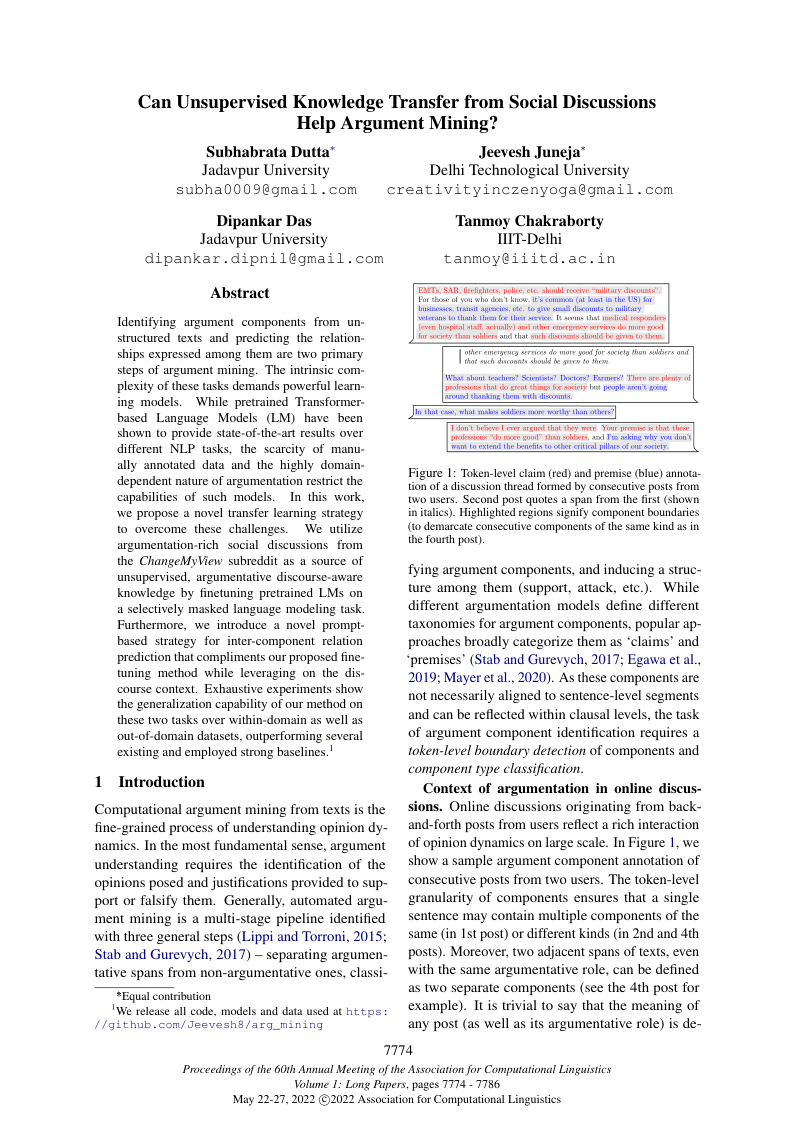 Can Unsupervised Knowledge Transfer from Social Discussions
Help Argument Mining?
Subhabrata Dutta*
Jadavpur University
subha0009@gmail.com
Jeevesh Juneja*
Delhi Technological University
creativityinczenyoga@gmail.com
Dipankar Das
Jadavpur University
dipankar.dipnil@gmail.com
Tanmoy Chakraborty
IIIT-Delhi
tanmoy@iiitd.ac.in
Abstract
Identifying argument components from un-
structured texts and predicting the relation-
ships expressed among them are two primary
steps of argument mining. The intrinsic com-
plexity of these tasks demands powerful learn-
ing models. While pretrained Transformer-
based Language Models (LM) have been
shown to provide state-of-the-art results over
different NLP tasks, the scarcity of manu-
ally annotated data and the highly domain-
dependent nature of argumentation restrict the
capabilities of such models. In this work,
we propose a novel transfer learning strategy
to overcome these challenges. We utilize
argumentation-rich social discussions from
the ChangeMyView subreddit as a source of
unsupervised, argumentative discourse-aware
knowledge by finetuning pretrained LMs on
a selectively masked language modeling task.
Furthermore, we introduce a novel prompt-
based strategy for inter-component relation
prediction that compliments our proposed fine-
tuning method while leveraging on the dis-
course context. Exhaustive experiments show
the generalization capability of our method on
these two tasks over within-domain as well as
out-of-domain datasets, outperforming several
existing and employed strong baselines.1
1 Introduction
Computational argument mining from texts is the
fine-grained process of understanding opinion dy-
namics. In the most fundamental sense, argument
understanding requires the identification of the
opinions posed and justifications provided to sup-
port or falsify them. Generally, automated argu-
ment mining is a multi-stage pipeline identified
with three general steps (Lippi and Torroni, 2015;
Stab and Gurevych, 2017) – separating argumen-
tative spans from non-argumentative ones, classi-
*Equal contribution
1We release all code, models and data used at https:
//github.com/Jeevesh8/arg_mining
EMTs, SAR, firefighters, police, etc. should receive “military discounts”.
For those of you who don’t know, it’s common (at least in the US) for
businesses, transit agencies, etc. to give small discounts to military
veterans to thank them for their service. It seems that medical responders
(even hospital staff, actually) and other emergency services do more good
for society than soldiers and that such discounts should be given to them.
other emergency services do more good for society than soldiers and
that such discounts should be given to them.
What about teachers? Scientists? Doctors? Farmers? There are plenty of
professions that do great things for society but people aren’t going
around thanking them with discounts.
In that case, what makes soldiers more worthy than others?
I don’t believe I ever argued that they were. Your premise is that these
professions “do more good” than soldiers, and I’m asking why you don’t
want to extend the benefits to other critical pillars of our society.
Figure 1: Token-level claim (red) and premise (blue) annota-
tion of a discussion thread formed by consecutive posts from
two users. Second post quotes a span from the first (shown
in italics). Highlighted regions signify component boundaries
(to demarcate consecutive components of the same kind as in
the fourth post).
fying argument components, and inducing a struc-
ture among them (support, attack, etc.). While
different argumentation models define different
taxonomies for argument components, popular ap-
proaches broadly categorize them as ‘claims’ and
‘premises’ (Stab and Gurevych, 2017; Egawa et al.,
2019; Mayer et al., 2020). As these components are
not necessarily aligned to sentence-level segments
and can be reflected within clausal levels, the task
of argument component identification requires a
token-level boundary detection of components and
component type classification.
Context of argumentation in online discus-
sions. Online discussions originating from back-
and-forth posts from users reflect a rich interaction
of opinion dynamics on large scale. In Figure 1, we
show a sample argument component annotation of
consecutive posts from two users. The token-level
granularity of components ensures that a single
sentence may contain multiple components of the
same (in 1st post) or different kinds (in 2nd and 4th
posts). Moreover, two adjacent spans of texts, even
with the same argumentative role, can be defined
as two separate components (see the 4th post for
example). It is trivial to say that the meaning of
any post (as well as its argumentative role) is de-
7774
Proceedings of the 60th Annual Meeting of the Association for Computational Linguistics
Volume 1: Long Papers, pages 7774 - 7786
May 22-27, 2022 ©2022 Association for Computational Linguistics